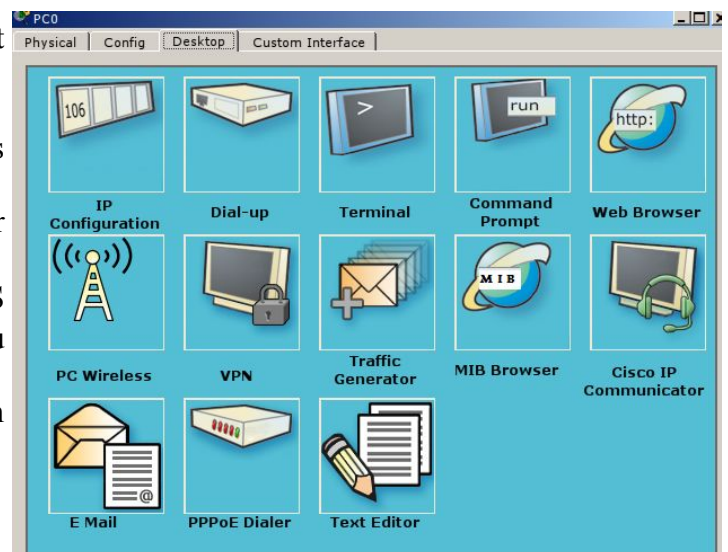 PC0
Physical Config Desktop Custom Interface
106
>
run
http:
IP Configuration
Dial-up
Terminal
Command Prompt
Web Browser
MIB
PC Wireless
VPN
Traffic Generator
MIB Browser
Cisco IP Communicator
@
E Mail
PPPoE Dialer
Text Editor